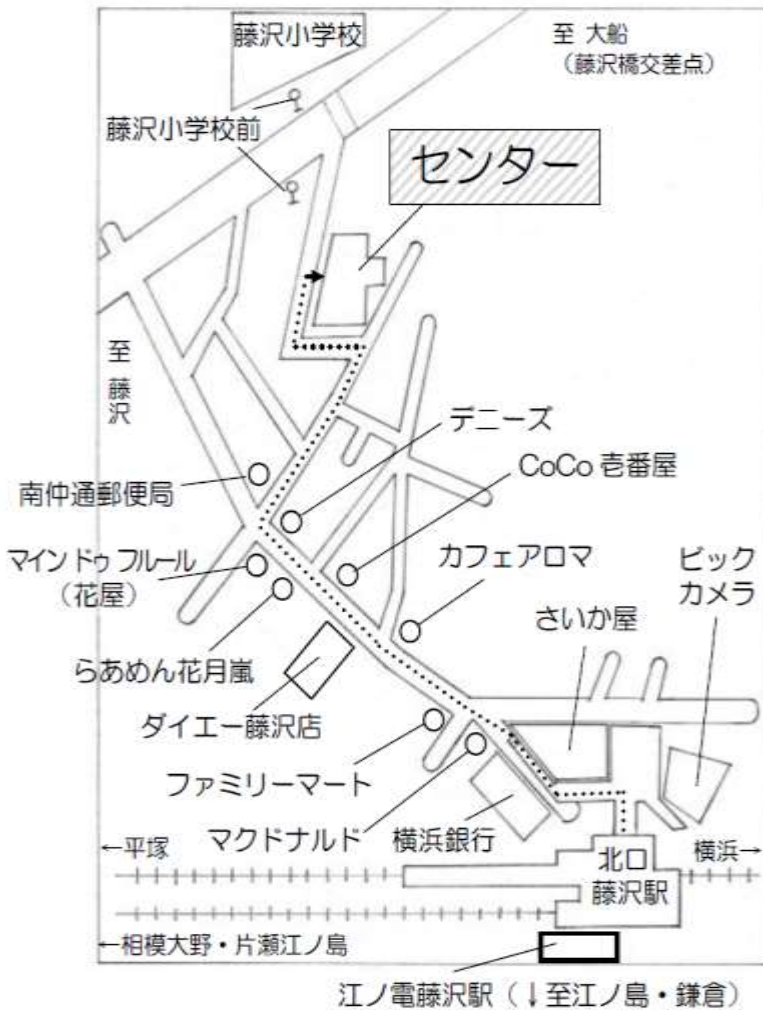 藤沢小学校
至 大船
（藤沢橋交差点）
藤沢小学校前
センター
至
藤
沢
デニーズ
CoCo 壱番屋
南仲通郵便局
マインドゥ フルール
（花屋）
カフェアロマ
ビック
カメラ
さいか屋
らあめん花月嵐
ダイエー藤沢店
ファミリーマート
マクドナルド
横浜銀行
←平塚
北口
横浜→
藤沢駅
←相模大野・片瀬江ノ島
江ノ電藤沢駅（↓至江ノ島・鎌倉）